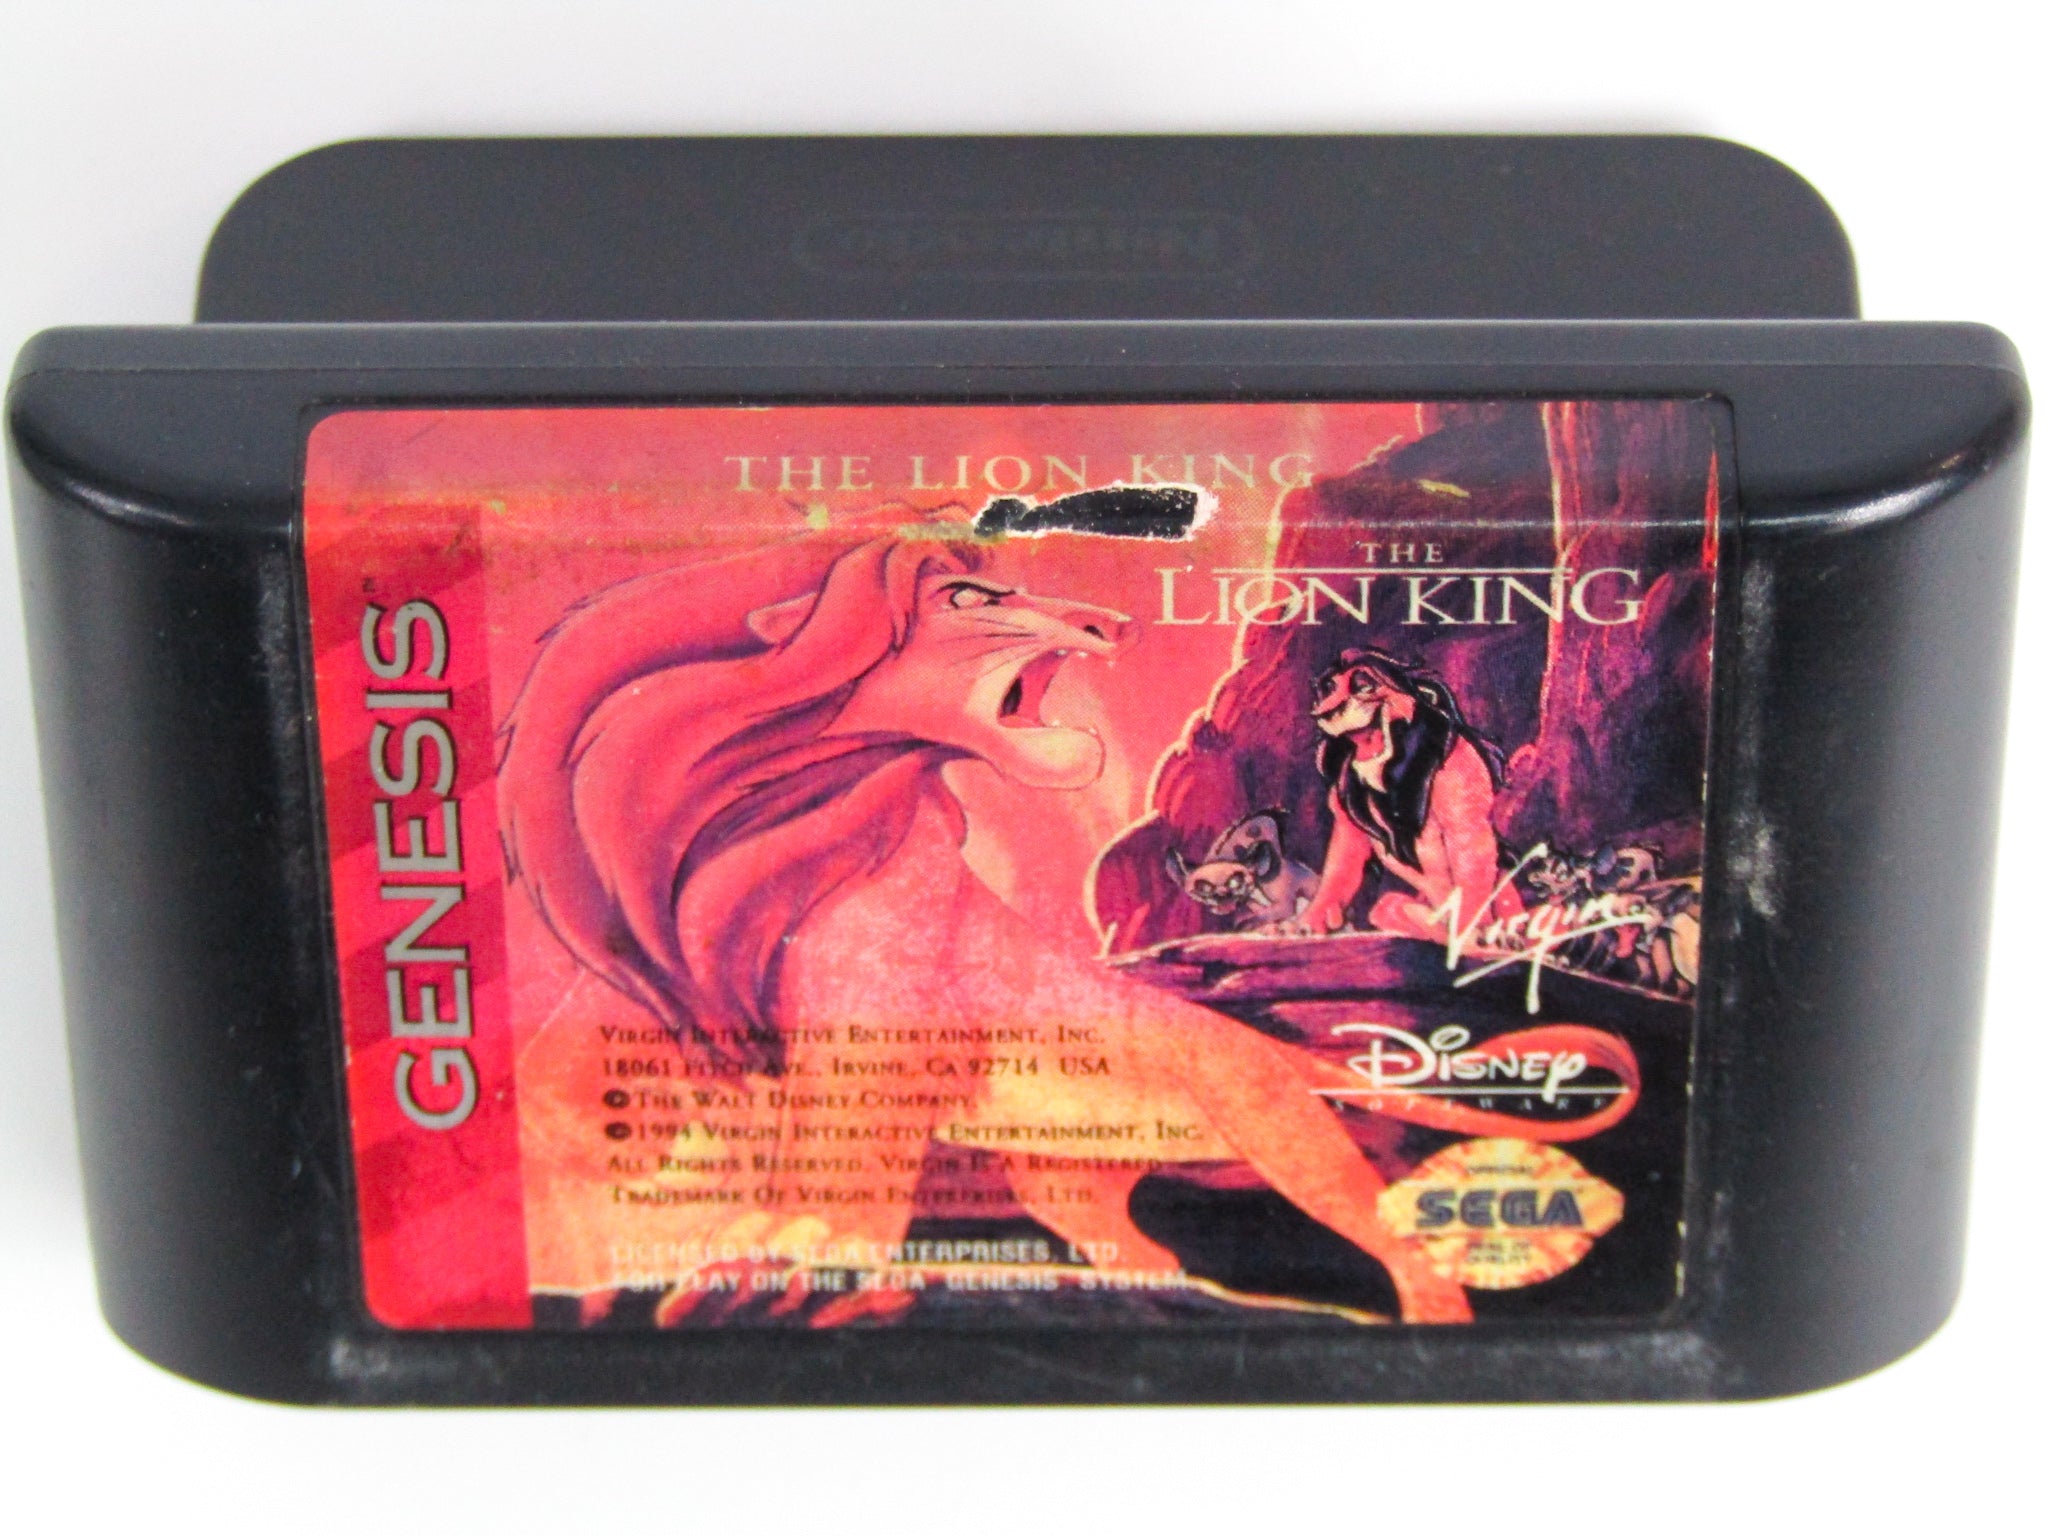 THE LION KING
THE
LION KING
GENESIS
Virgin
Disney
SOFTWARE
VIRGIN INTERACTIVE ENTERTAINMENT, INC.
18061 FITCH AVE., IRVINE, CA 92714 USA
© THE WALT DISNEY COMPANY.
© 1994 VIRGIN INTERACTIVE ENTERTAINMENT, INC.
ALL RIGHTS RESERVED. VIRGIN IS A REGISTERED
TRADEMARK OF VIRGIN ENTERPRISES, LTD.
LICENSED BY SEGA ENTERPRISES, LTD.
FOR PLAY ON THE SEGA GENESIS SYSTEM.
SEGA